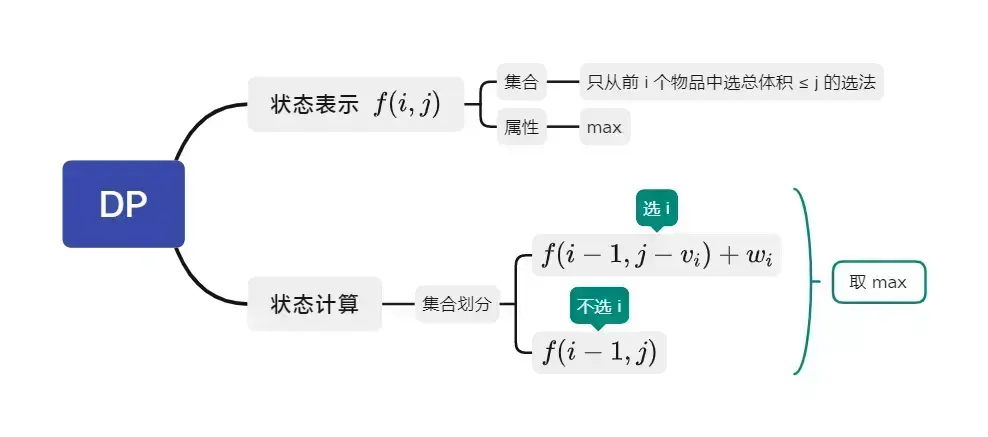 DP
状态表示 f(i, j)
集合
只从前 i 个物品中选总体积 ≤ j 的选法
属性
max
状态计算
集合划分
选 i
f(i − 1, j − vᵢ) + wᵢ
不选 i
f(i − 1, j)
取 max